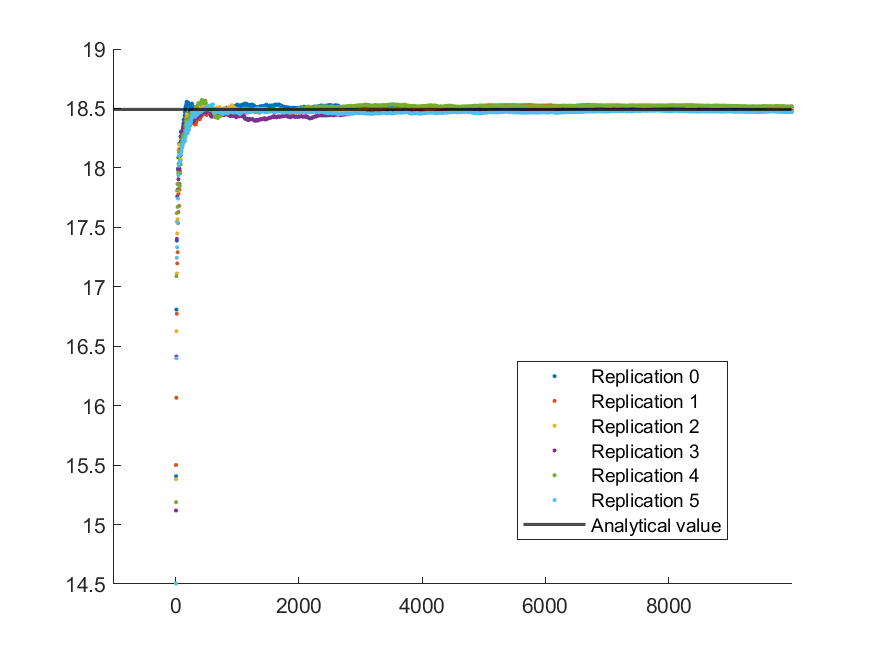 19
18.5
18
17.5
17
16.5
16
15.5
15
14.5
0
2000
4000
6000
8000
Replication 0
Replication 1
Replication 2
Replication 3
Replication 4
Replication 5
Analytical value